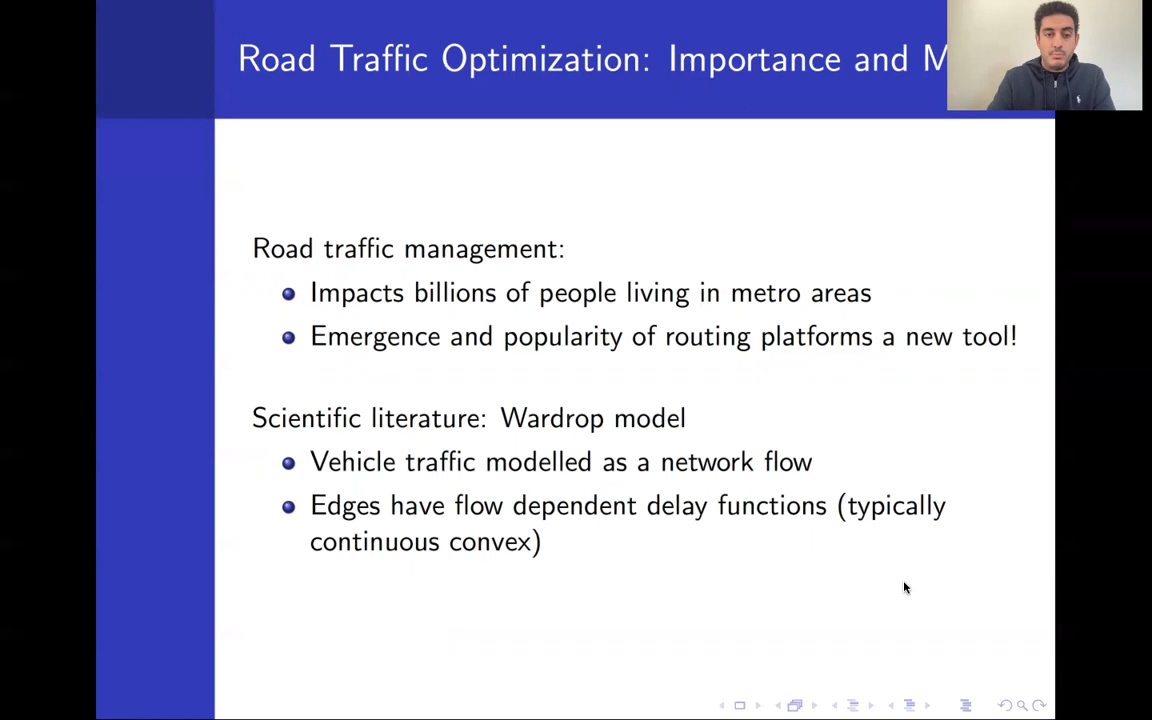 Road Traffic Optimization: Importance and
Road traffic management:
Impacts billions of people living in metro areas
Emergence and popularity of routing platforms a new tool!
Scientific literature: Wardrop model
Vehicle traffic modelled as a network flow
Edges have flow dependent delay functions (typically
continuous convex)